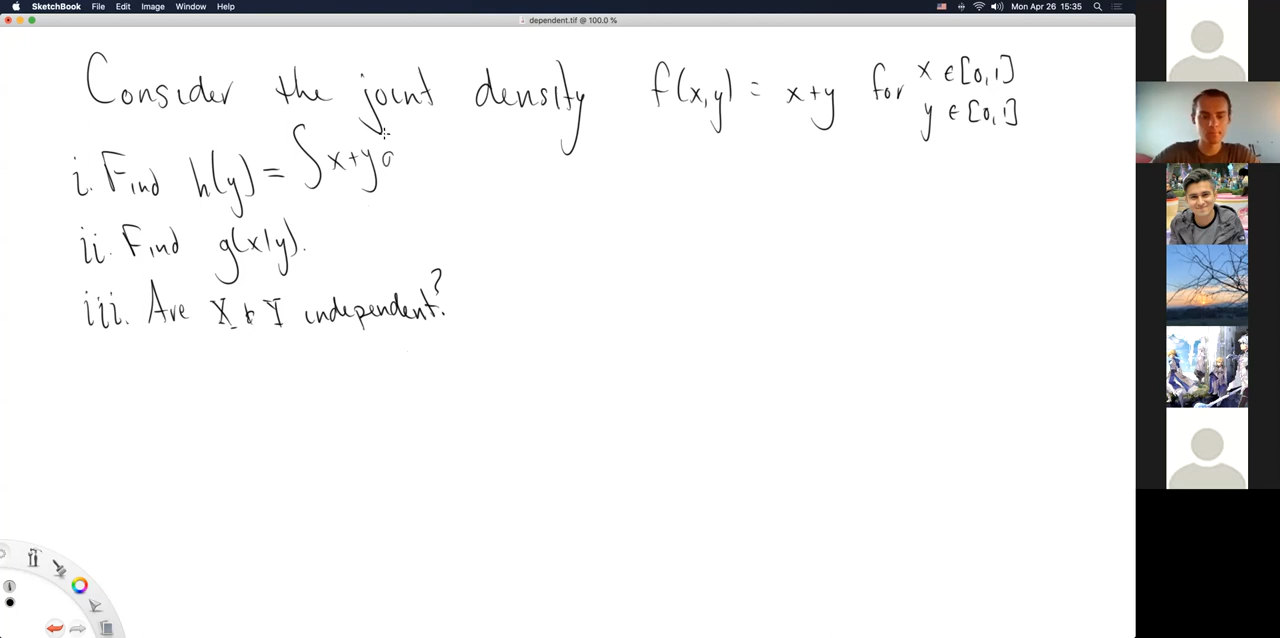 SketchBook File Edit Image Window Help Mon Apr 26 15:35
dependent.tif @ 100.0 %
Consider the joint density f(x,y) = x+y for x ∈ [0,1]
y ∈ [0,1]
i. Find h(y) = ∫ x+y
ii. Find g(x|y).
iii. Are X & Y independent?